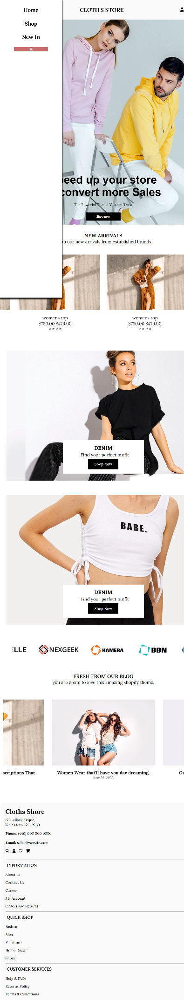 Home
CLOTH'S STORE
Shop
New In
✕
peed up your store
convert more Sales
The Powerful Theme You can Trust
Shop now
NEW ARRIVALS
op our new arrivals from established brands
womens top
$750.00 $479.00
womens top
$750.00 $479.00
DENIM
Find your perfect outfit
Shop Now
BABE.
DENIM
Find your perfect outfit
Shop Now
ELLE NEXGEEK KAMERA BBN
FRESH FROM OUR BLOG
you are going to love this amazing shopify theme.
scriptions That
Women Wear that'll have you day dreaming.
june 26, 2022
Ou
Cloths Shore
55 Gallaxy Enque,
2568 steet, 23568 NY
Phone: (440) 000 000 0000
Email: sales@yousite.com
INFORMATION
About us
Contact Us
Career
My Account
Orders and Returns
QUICK SHOP
Fashion
Men
Furniture
Home Decor
Shoes
CUSTOMER SERVICES
Help & FAQs
Returns Policy
Terms & Conditions